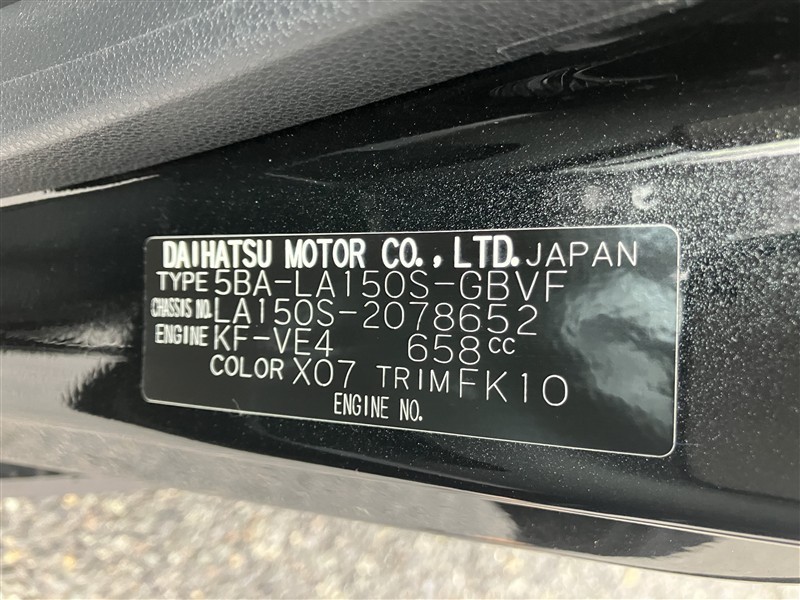 DAIHATSU MOTOR CO., LTD. JAPAN
TYPE 5BA-LA150S-GBVF
CHASSIS NO. LA150S-2078652
ENGINE KF-VE4 658cc
COLOR X07 TRIM FK10
ENGINE NO.